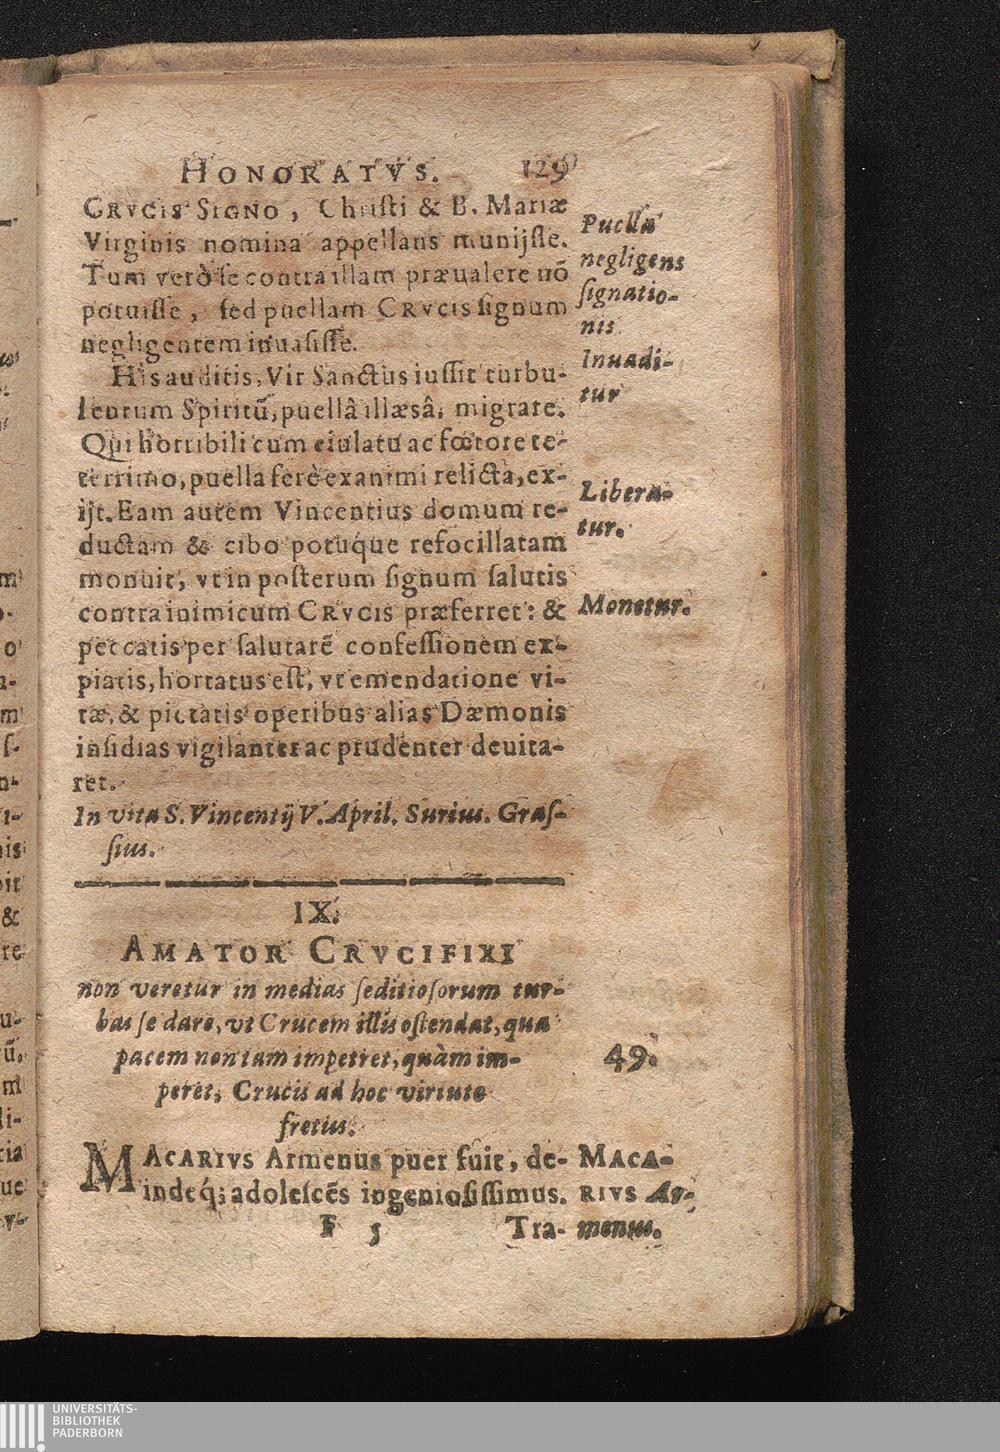 HONORATVS. 129
CRVCIS SIGNO, Chriſti & B. Mariæ
Virginis nomina appellans munijſſe.
Tum verò ſe contra illam præualere nõ
potuiſſe, ſed puellam CRVCIS ſignum
negligentem inuaſiſſe.
Puella
negligens
ſignatio-
nis
Inuadi-
tur
His auditis, Vir Sanctus iuſſit turbu-
lentum Spiritũ, puellâ illæsâ, migrare.
Qui horribili cum eiulatu ac fœtore te-
terrimo, puella ferè exanimi relicta, ex-
ijt. Eam autem Vincentius domum re-
ductam & cibo potuque refocillatam
monuit, vt in poſterum ſignum ſalutis
contra inimicum CRVCIS præferret: &
peccatis per ſalutarẽ confeſſionem ex-
piatis, hortatus eſt, vt emendatione vi-
tæ, & pietatis operibus alias Dæmonis
inſidias vigilanter ac prudenter deuita-
ret.
Libera-
tur.
Monetur.
In vita S. Vincentij V. April. Surius. Graſ-
ſius.
IX.
AMATOR CRVCIFIXI
non veretur in medias ſeditioſorum tur-
bas ſe dare, vt Crucem illis oſtendat, qua
pacem non tam impetret, quàm im-
peret, Crucis ad hoc virtute
fretus.
49.
MACARIVS Armenus puer fuit, de-
indeq́; adoleſcẽs ingenioſiſſimus.
MACA-
RIVS Ar-
menus.
F 5 Tra-
UNIVERSITÄTS-
BIBLIOTHEK
PADERBORN